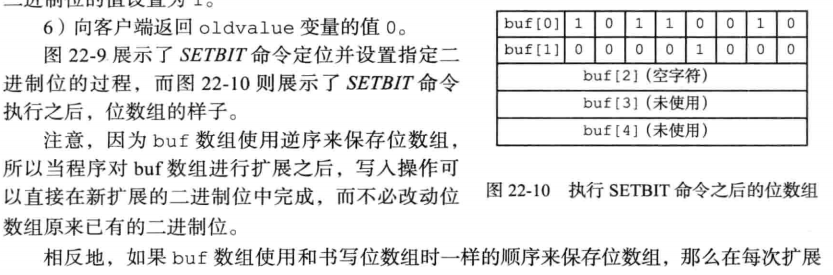 6）向客户端返回 oldvalue 变量的值 0。
图 22-9 展示了 SETBIT 命令定位并设置指定二
进制位的过程，而图 22-10 则展示了 SETBIT 命令
执行之后，位数组的样子。
注意，因为 buf 数组使用逆序来保存位数组，
所以当程序对 buf 数组进行扩展之后，写入操作可
以直接在新扩展的二进制位中完成，而不必改动位
数组原来已有的二进制位。
buf[0] 1 0 1 1 0 0 1 0
buf[1] 0 0 0 0 1 0 0 0
buf[2]（空字符）
buf[3]（未使用）
buf[4]（未使用）
图 22-10 执行 SETBIT 命令之后的位数组
相反地，如果 buf 数组使用和书写位数组时一样的顺序来保存位数组，那么在每次扩展